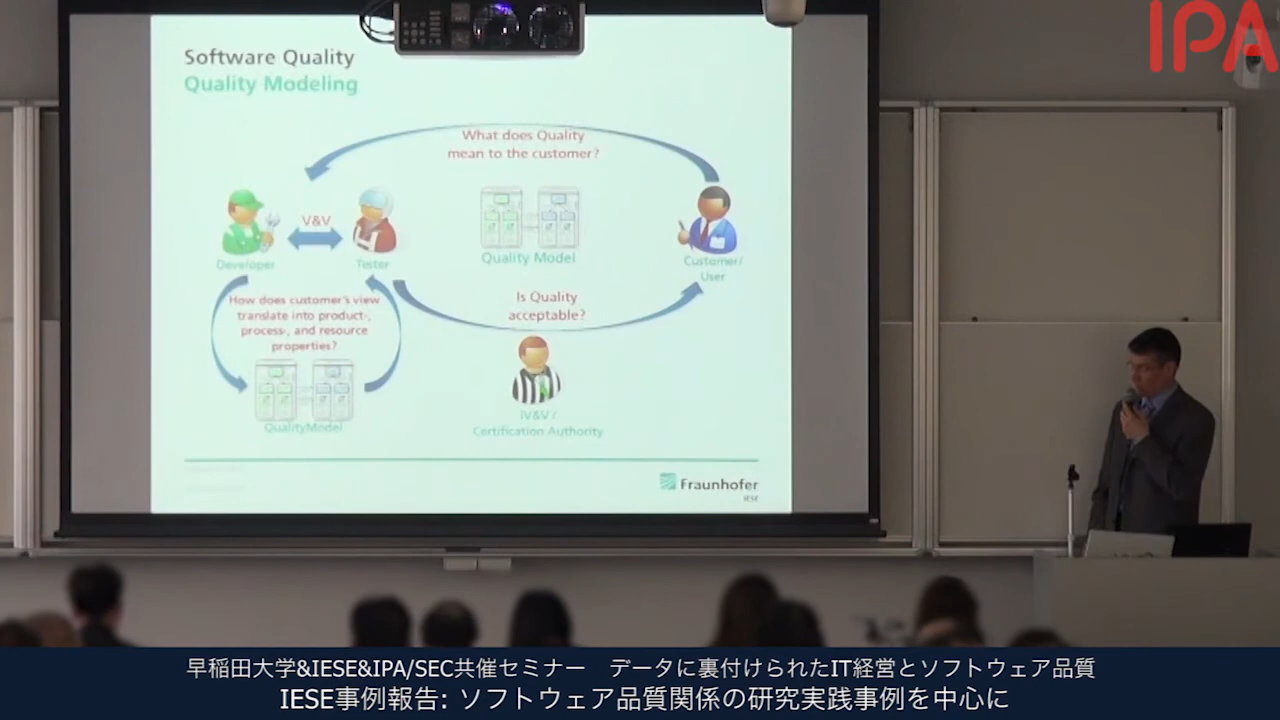 IPA
Software Quality
Quality Modeling
What does Quality
mean to the customer?
V&V
Developer
Tester
Quality Model
Customer/
User
How does customer's view
translate into product-,
process-, and resource
properties?
Is Quality
acceptable?
QualityModel
IV&V /
Certification Authority
Fraunhofer
IESE
早稲田大学&IESE&IPA/SEC共催セミナー　データに裏付けられたIT経営とソフトウェア品質
IESE事例報告: ソフトウェア品質関係の研究実践事例を中心に